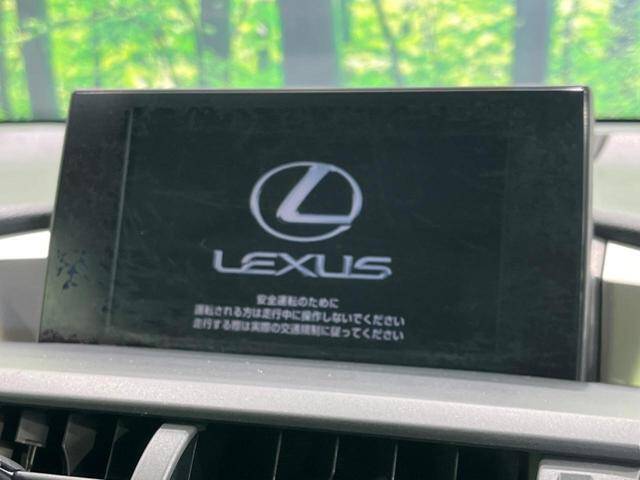 LEXUS
安全運転のために
運転される方は走行中に操作しないでください
走行する際は実際の交通規制に従ってください